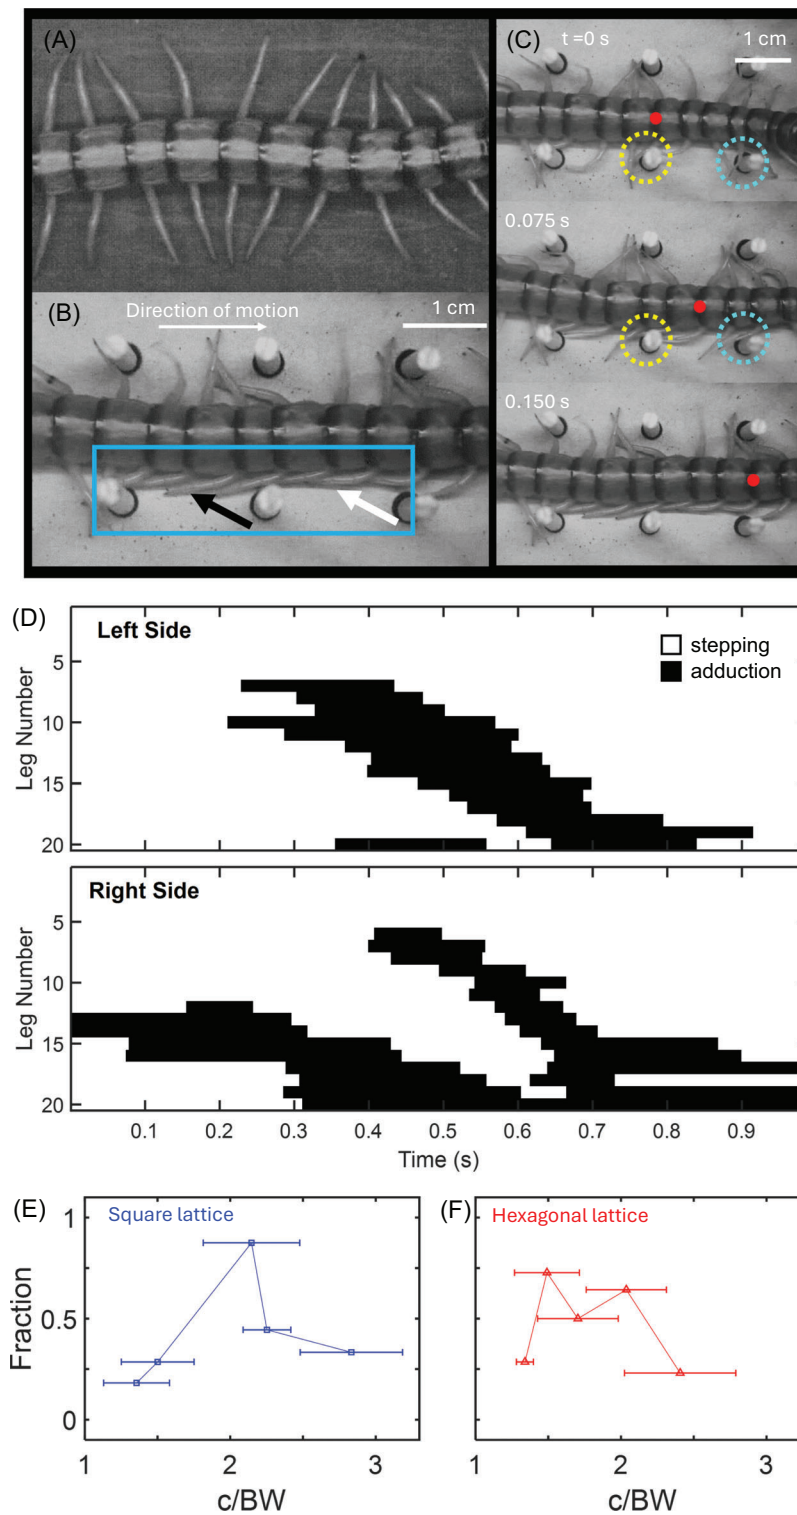 (A)
(B)
Direction of motion
1 cm
(C)
t =0 s
1 cm
0.075 s
0.150 s
(D)
Left Side
stepping
adduction
Leg Number
5
10
15
20
Right Side
Leg Number
5
10
15
20
0.1 0.2 0.3 0.4 0.5 0.6 0.7 0.8 0.9
Time (s)
(E)
Square lattice
Fraction
1
0.5
0
1 2 3
c/BW
(F)
Hexagonal lattice
1 2 3
c/BW